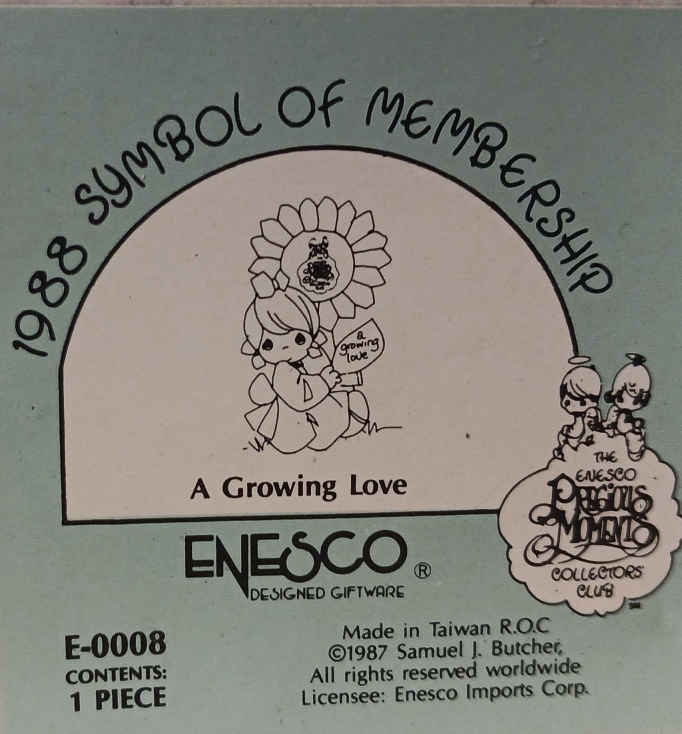 1988 SYMBOL OF MEMBERSHIP
a
growing
love
A Growing Love
THE
ENESCO
PRECIOUS
MOMENTS
COLLECTORS'
CLUB
ENESCO®
DESIGNED GIFTWARE
E-0008
CONTENTS:
1 PIECE
Made in Taiwan R.O.C
©1987 Samuel J. Butcher,
All rights reserved worldwide
Licensee: Enesco Imports Corp.